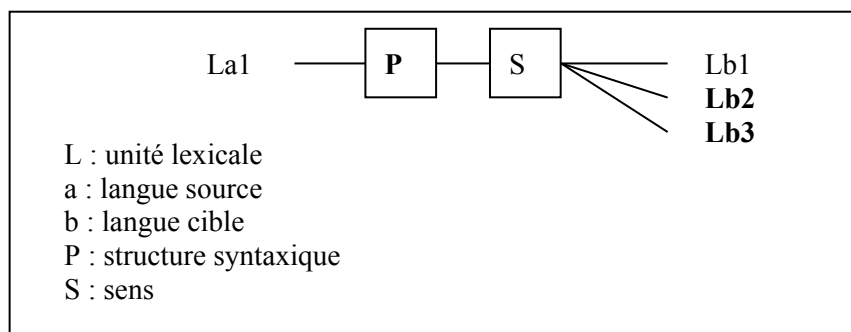 La1 P S Lb1
Lb2
Lb3
L : unité lexicale
a : langue source
b : langue cible
P : structure syntaxique
S : sens